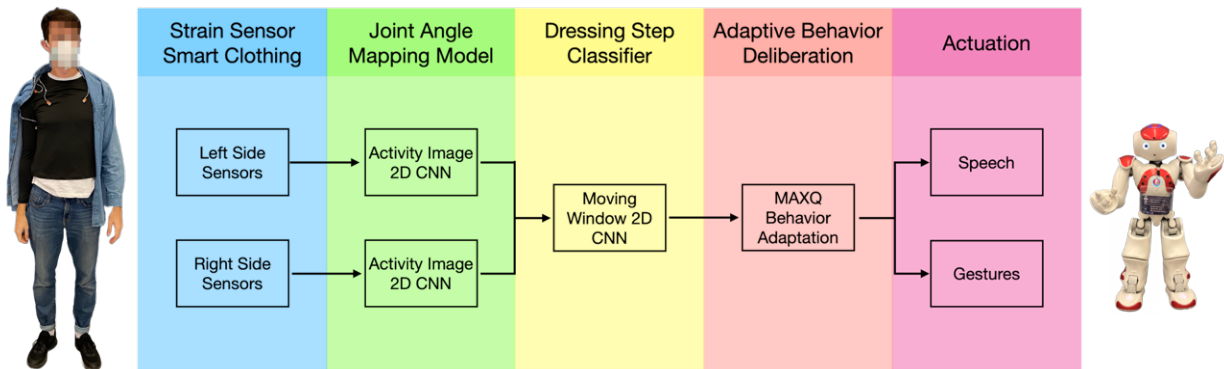 Strain Sensor
Smart Clothing
Joint Angle
Mapping Model
Dressing Step
Classifier
Adaptive Behavior
Deliberation
Actuation
Left Side
Sensors
Activity Image
2D CNN
Moving
Window 2D
CNN
MAXQ
Behavior
Adaptation
Speech
Right Side
Sensors
Activity Image
2D CNN
Gestures